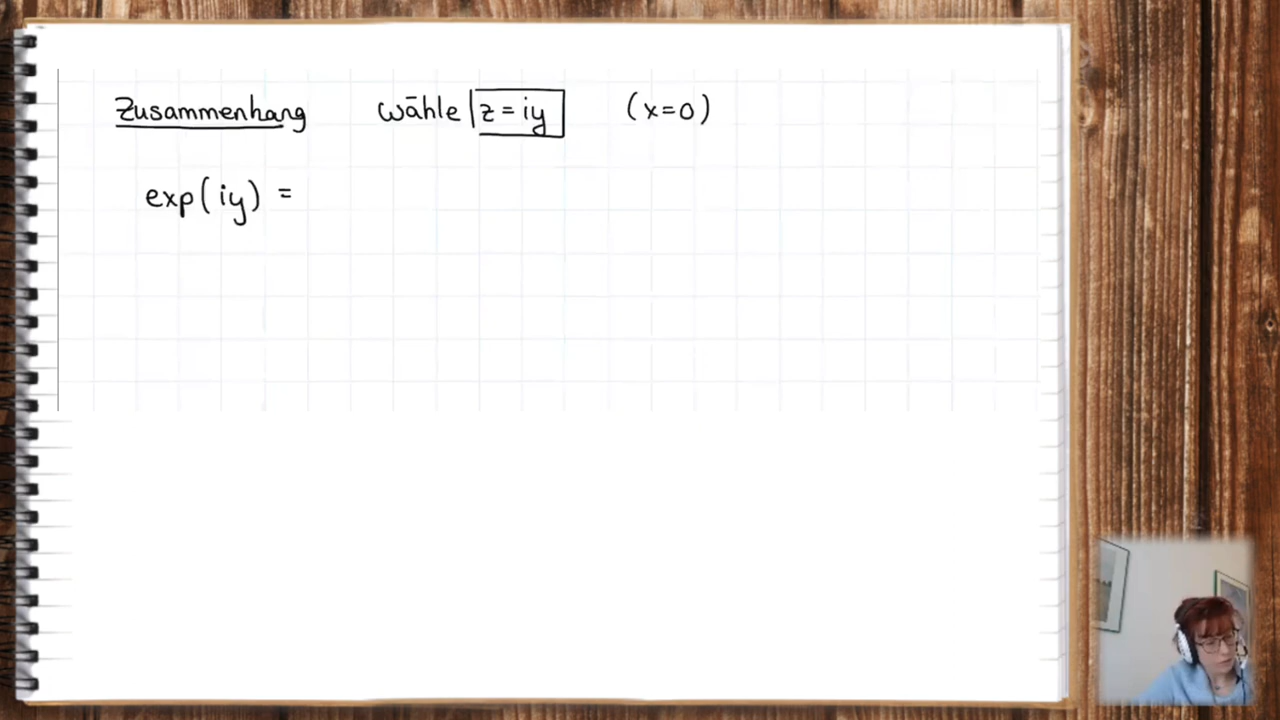 Zusammenhang wähle z = iy (x=0)
exp(iy) =